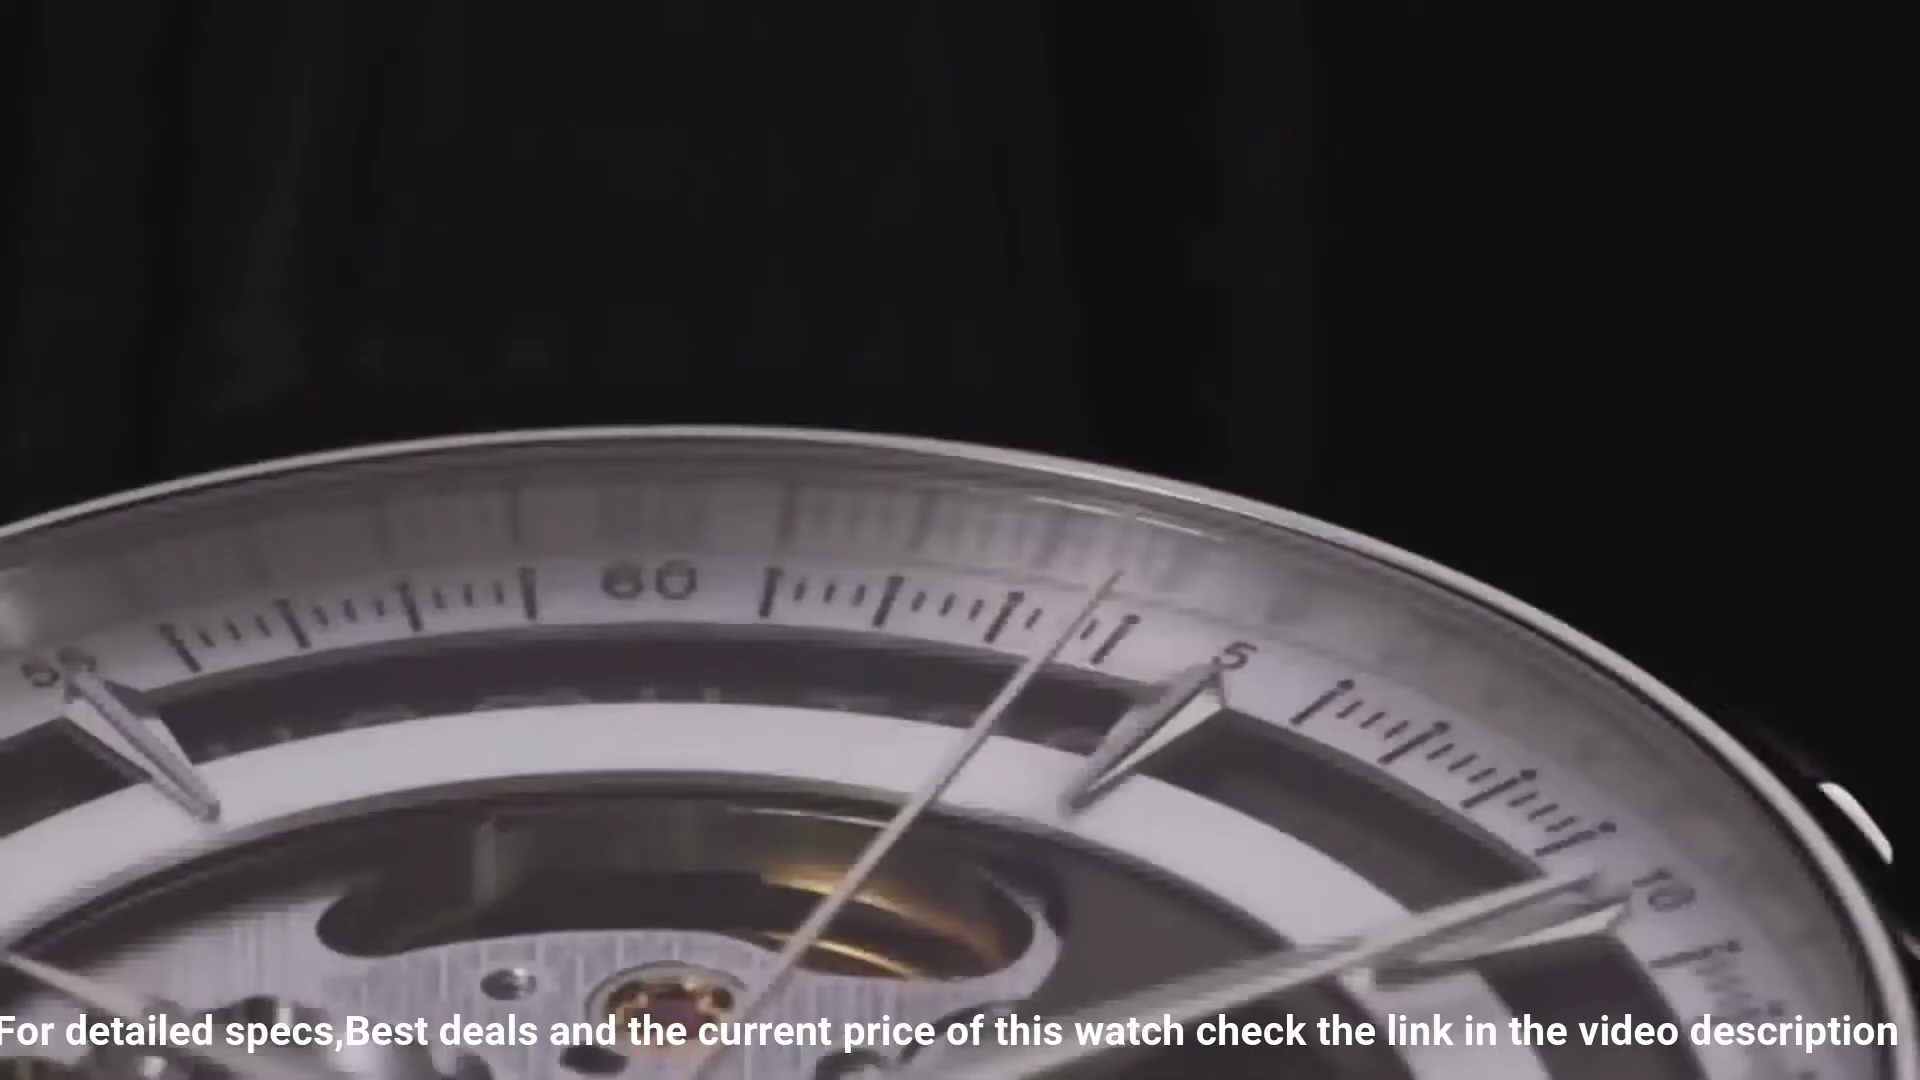 60
55
5
10
For detailed specs,Best deals and the current price of this watch check the link in the video description